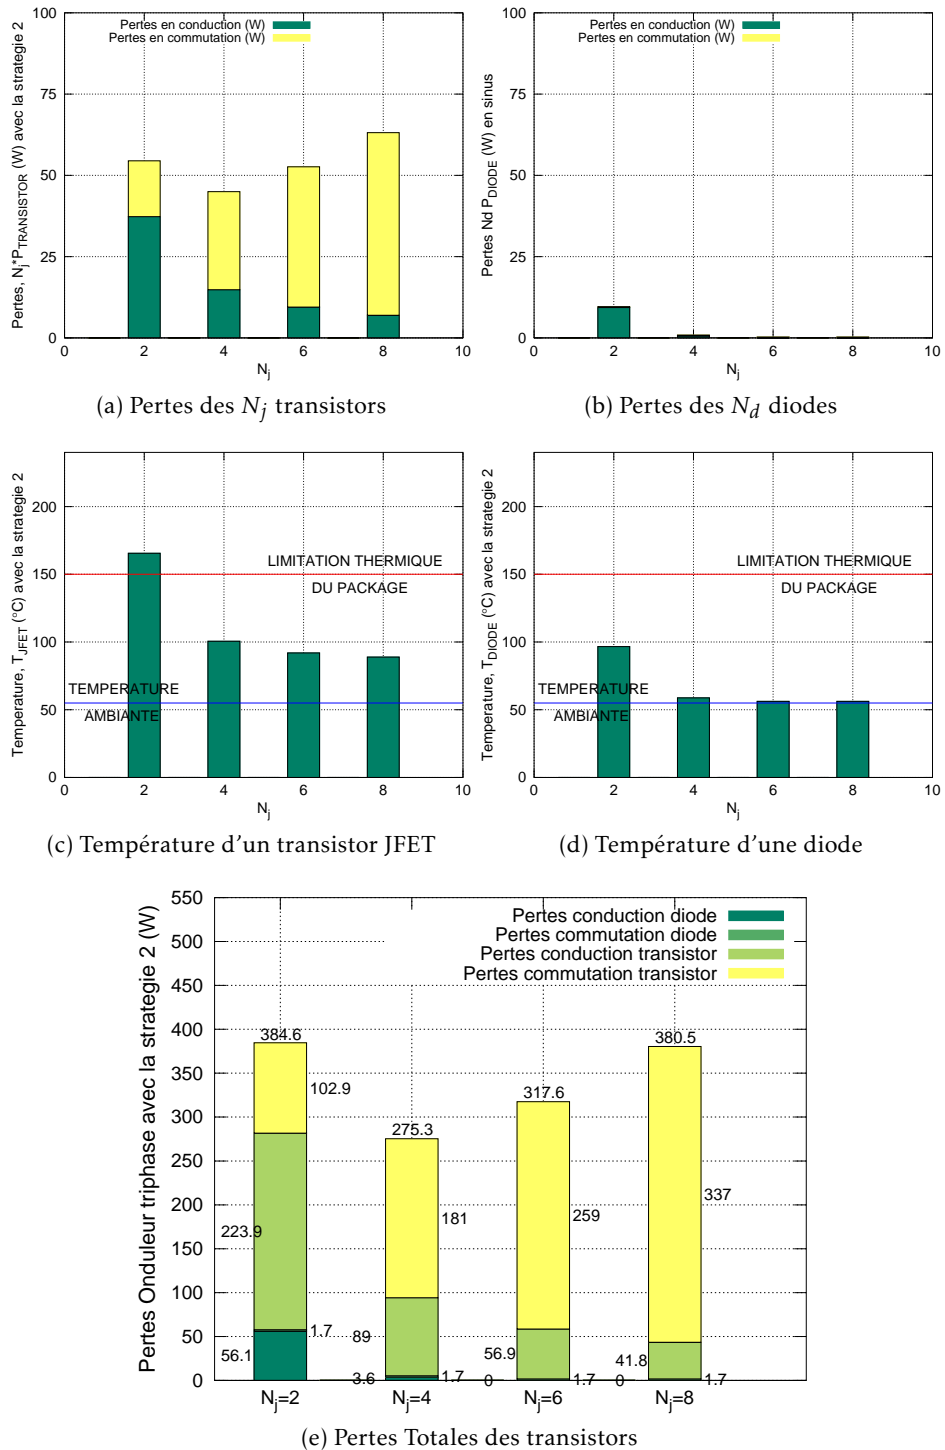 Pertes en conduction (W)
Pertes en commutation (W)
Pertes, Nj*PTRANSISTOR (W) avec la strategie 2
100
75
50
25
0
0 2 4 6 8 10
Nj
(a) Pertes des Nj transistors
Pertes en conduction (W)
Pertes en commutation (W)
Pertes Nd PDIODE (W) en sinus
100
75
50
25
0
0 2 4 6 8 10
Nj
(b) Pertes des Nd diodes
Temperature, TJFET (°C) avec la strategie 2
200
150
100
50
0
LIMITATION THERMIQUE
DU PACKAGE
TEMPERATURE
AMBIANTE
0 2 4 6 8 10
Nj
(c) Température d'un transistor JFET
Temperature, TDIODE (°C) avec la strategie 2
200
150
100
50
0
LIMITATION THERMIQUE
DU PACKAGE
TEMPERATURE
AMBIANTE
0 2 4 6 8 10
Nj
(d) Température d'une diode
Pertes Onduleur triphase avec la strategie 2 (W)
550
500
450
400
350
300
250
200
150
100
50
0
Pertes conduction diode
Pertes commutation diode
Pertes conduction transistor
Pertes commutation transistor
384.6
102.9
223.9
1.7
56.1
275.3
181
89
1.7
3.6
317.6
259
56.9
1.7
0
380.5
337
41.8
1.7
0
Nj=2 Nj=4 Nj=6 Nj=8
(e) Pertes Totales des transistors